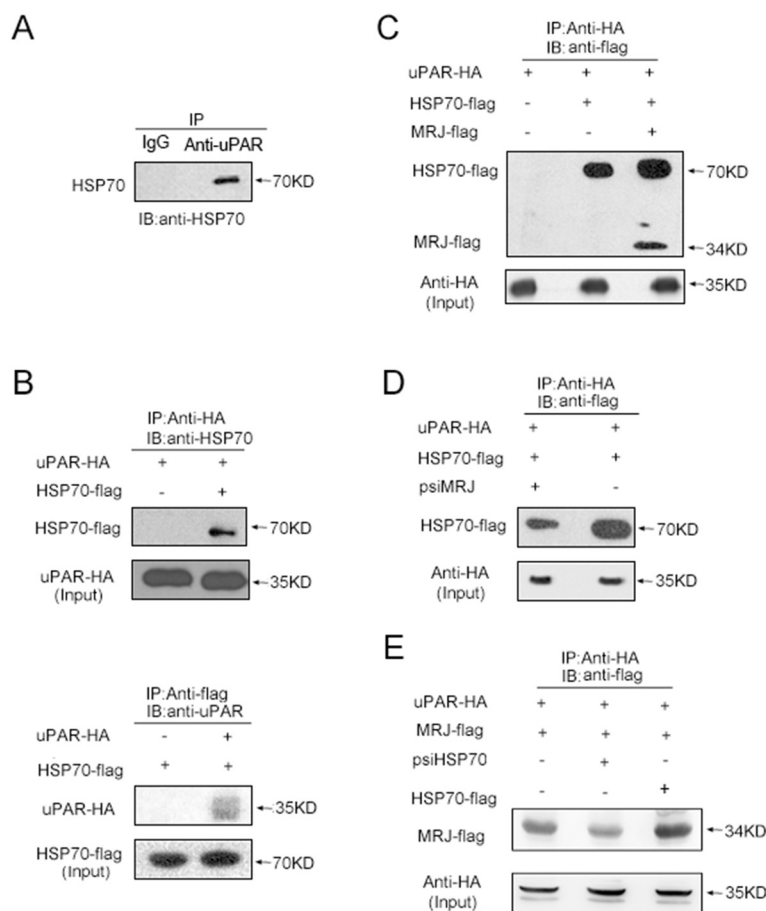 A
IP
IgG Anti-uPAR
HSP70 ←70KD
IB:anti-HSP70
B
IP:Anti-HA
IB:anti-HSP70
uPAR-HA + +
HSP70-flag - +
HSP70-flag ←70KD
uPAR-HA ←35KD
(Input)
IP:Anti-flag
IB:anti-uPAR
uPAR-HA - +
HSP70-flag + +
uPAR-HA ←35KD
HSP70-flag ←70KD
(Input)
C
IP:Anti-HA
IB: anti-flag
uPAR-HA + + +
HSP70-flag - + +
MRJ-flag - - +
HSP70-flag ←70KD
MRJ-flag ←34KD
Anti-HA ←35KD
(Input)
D
IP:Anti-HA
IB:anti-flag
uPAR-HA + +
HSP70-flag + +
psiMRJ + -
HSP70-flag ←70KD
Anti-HA ←35KD
(Input)
E
IP:Anti-HA
IB:anti-flag
uPAR-HA + + +
MRJ-flag + + +
psiHSP70 - + -
HSP70-flag - - +
MRJ-flag ←34KD
Anti-HA ←35KD
(Input)